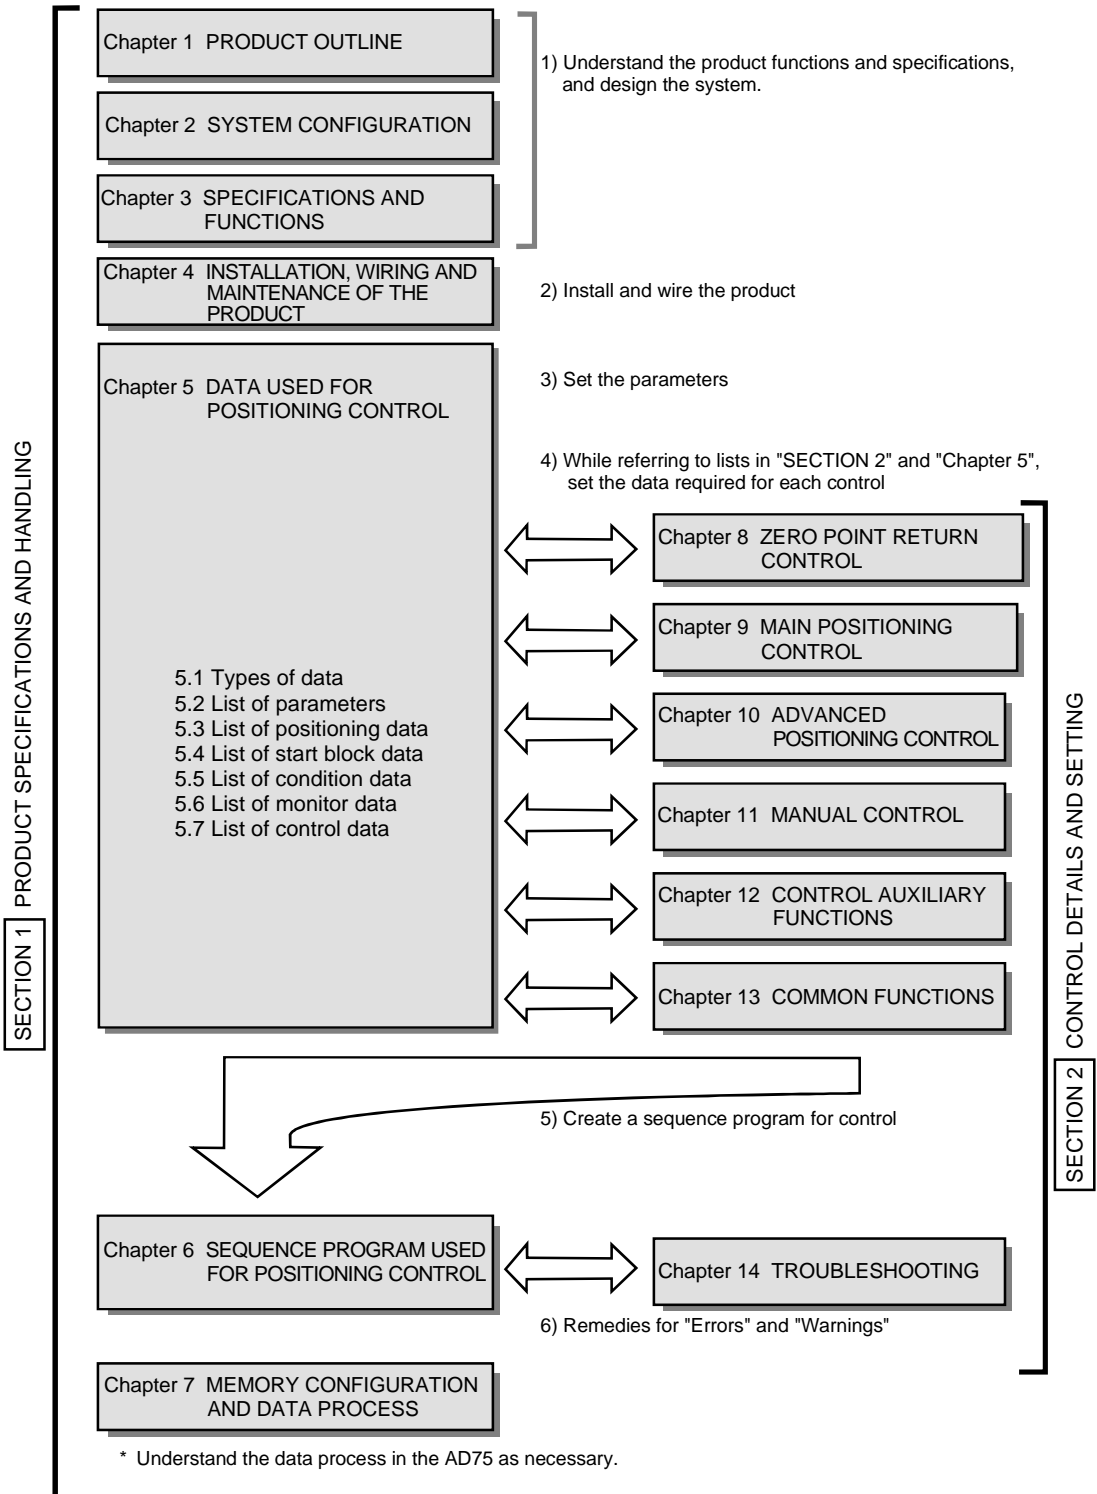 Chapter 1 PRODUCT OUTLINE
1) Understand the product functions and specifications,
and design the system.
Chapter 2 SYSTEM CONFIGURATION
Chapter 3 SPECIFICATIONS AND
FUNCTIONS
Chapter 4 INSTALLATION, WIRING AND
MAINTENANCE OF THE
PRODUCT
2) Install and wire the product
Chapter 5 DATA USED FOR
POSITIONING CONTROL
3) Set the parameters
4) While referring to lists in "SECTION 2" and "Chapter 5",
set the data required for each control
5.1 Types of data
5.2 List of parameters
5.3 List of positioning data
5.4 List of start block data
5.5 List of condition data
5.6 List of monitor data
5.7 List of control data
Chapter 8 ZERO POINT RETURN
CONTROL
Chapter 9 MAIN POSITIONING
CONTROL
Chapter 10 ADVANCED
POSITIONING CONTROL
Chapter 11 MANUAL CONTROL
Chapter 12 CONTROL AUXILIARY
FUNCTIONS
Chapter 13 COMMON FUNCTIONS
5) Create a sequence program for control
Chapter 6 SEQUENCE PROGRAM USED
FOR POSITIONING CONTROL
Chapter 14 TROUBLESHOOTING
6) Remedies for "Errors" and "Warnings"
Chapter 7 MEMORY CONFIGURATION
AND DATA PROCESS
* Understand the data process in the AD75 as necessary.
SECTION 1 PRODUCT SPECIFICATIONS AND HANDLING
SECTION 2 CONTROL DETAILS AND SETTING